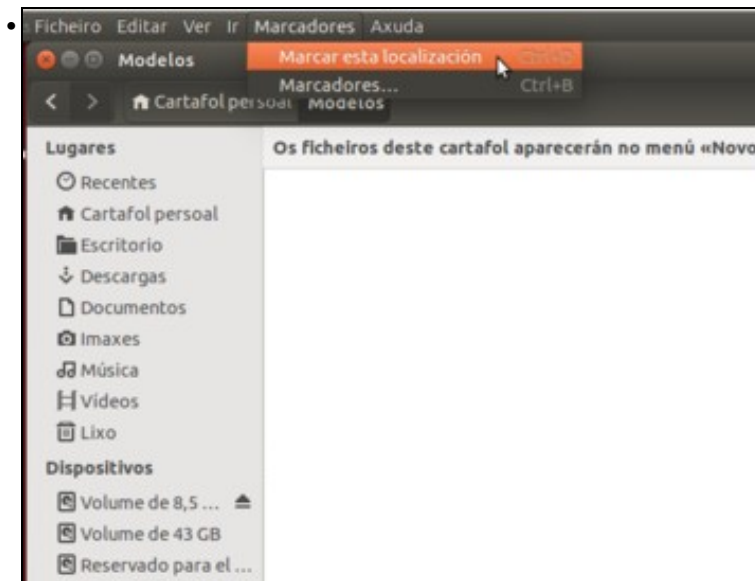 Ficheiro Editar Ver Ir Marcadores Axuda
Modelos
Marcar esta localización Ctrl+D
Marcadores... Ctrl+B
Cartafol persoal Modelos
Lugares
Os ficheiros deste cartafol aparecerán no menú «Novo
Recentes
Cartafol persoal
Escritorio
Descargas
Documentos
Imaxes
Música
Vídeos
Lixo
Dispositivos
Volume de 8,5 ...
Volume de 43 GB
Reservado para el ...